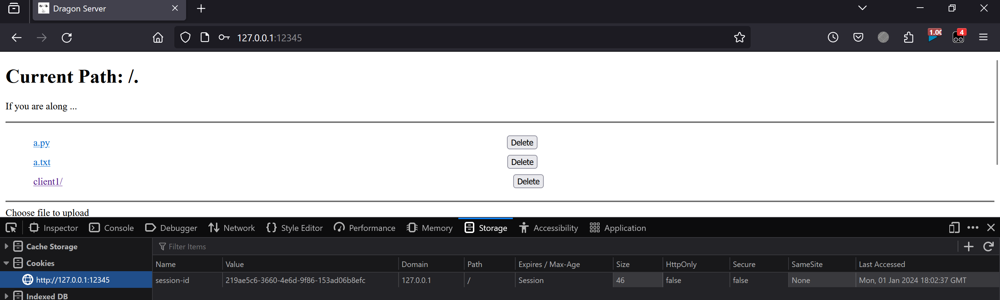 Dragon Server
127.0.0.1:12345
1.00
4
Current Path: /.
If you are along ...
a.py Delete
a.txt Delete
client1/ Delete
Choose file to upload
Inspector Console Debugger Network Style Editor Performance Memory Storage Accessibility Application
Cache Storage
Filter Items
Cookies
http://127.0.0.1:12345
Indexed DB
Name Value Domain Path Expires / Max-Age Size HttpOnly Secure SameSite Last Accessed
session-id 219ae5c6-3660-4e6d-9f86-153ad06b8efc 127.0.0.1 / Session 46 false false None Mon, 01 Jan 2024 18:02:37 GMT